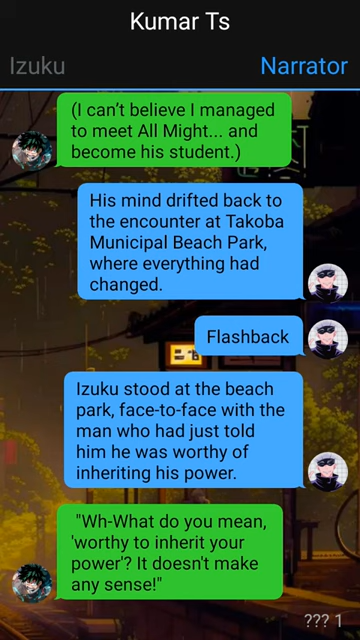 Kumar Ts
Izuku
Narrator
(I can't believe I managed
to meet All Might... and
become his student.)
His mind drifted back to
the encounter at Takoba
Municipal Beach Park,
where everything had
changed.
Flashback
Izuku stood at the beach
park, face-to-face with the
man who had just told
him he was worthy of
inheriting his power.
"Wh-What do you mean,
'worthy to inherit your
power'? It doesn't make
any sense!"
??? 1